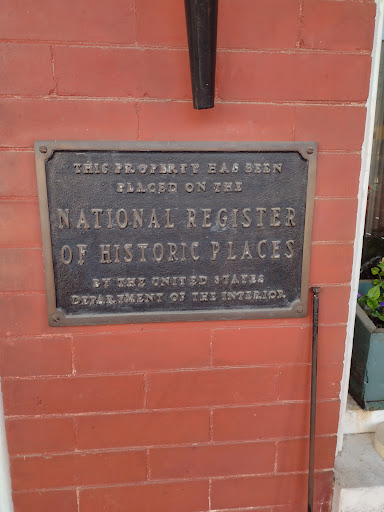 THIS PROPERTY HAS BEEN
PLACED ON THE
NATIONAL REGISTER
OF HISTORIC PLACES
BY THE UNITED STATES
DEPARTMENT OF THE INTERIOR